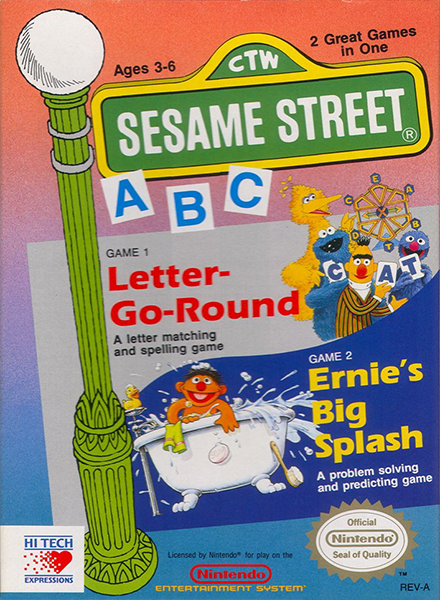 Ages 3-6
2 Great Games
in One
CTW
SESAME STREET®
A B C
GAME 1
Letter-
Go-Round
A letter matching
and spelling game
C E A
D T B
C A T
GAME 2
Ernie's
Big
Splash
A problem solving
and predicting game
HI TECH
EXPRESSIONS
Licensed by Nintendo® for play on the
Nintendo®
ENTERTAINMENT SYSTEM™
Official
Nintendo®
Seal of Quality
™
REV-A